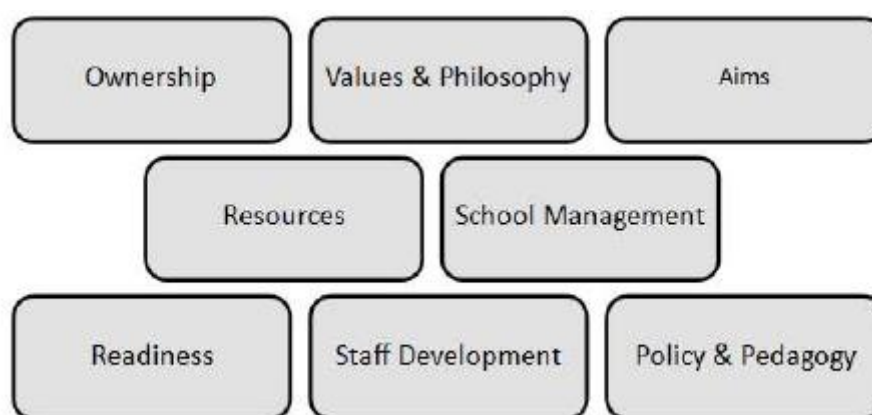 Ownership
Values & Philosophy
Aims
Resources
School Management
Readiness
Staff Development
Policy & Pedagogy